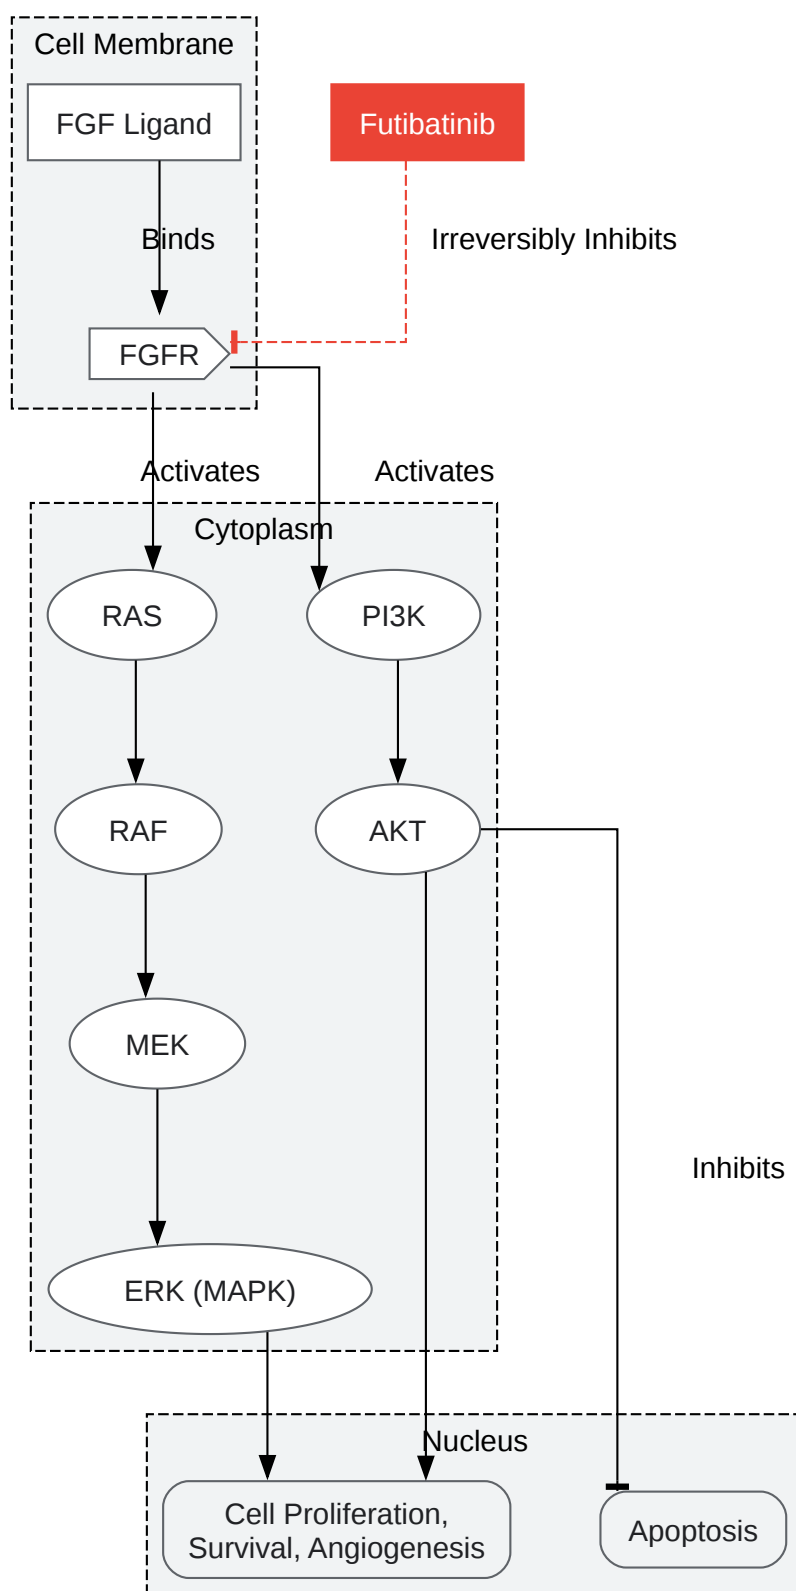 Cell Membrane
FGF Ligand
Futibatinib
Binds
Irreversibly Inhibits
FGFR
Activates
Activates
Cytoplasm
RAS
PI3K
RAF
AKT
MEK
Inhibits
ERK (MAPK)
Nucleus
Cell Proliferation,
Survival, Angiogenesis
Apoptosis